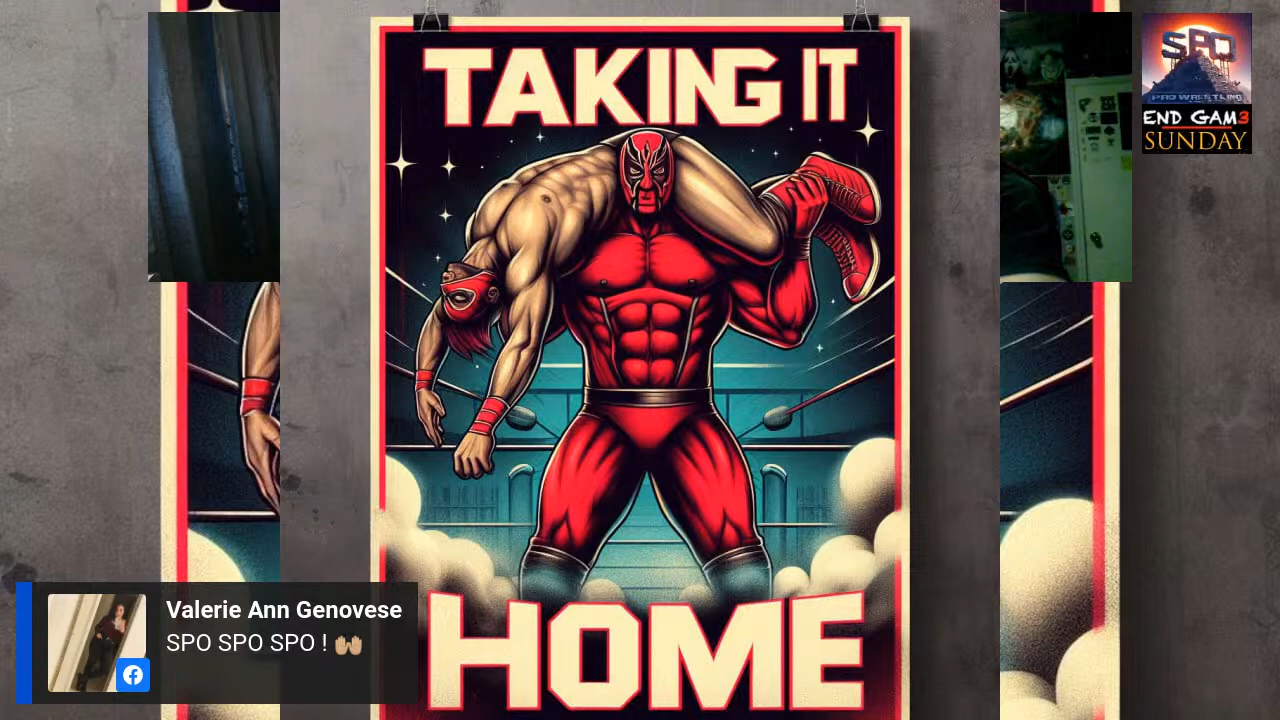 TAKING IT
HOME
SPO
PRO WRESTLING
END GAM3
SUNDAY
Valerie Ann Genovese
SPO SPO SPO ! 🙌🏼